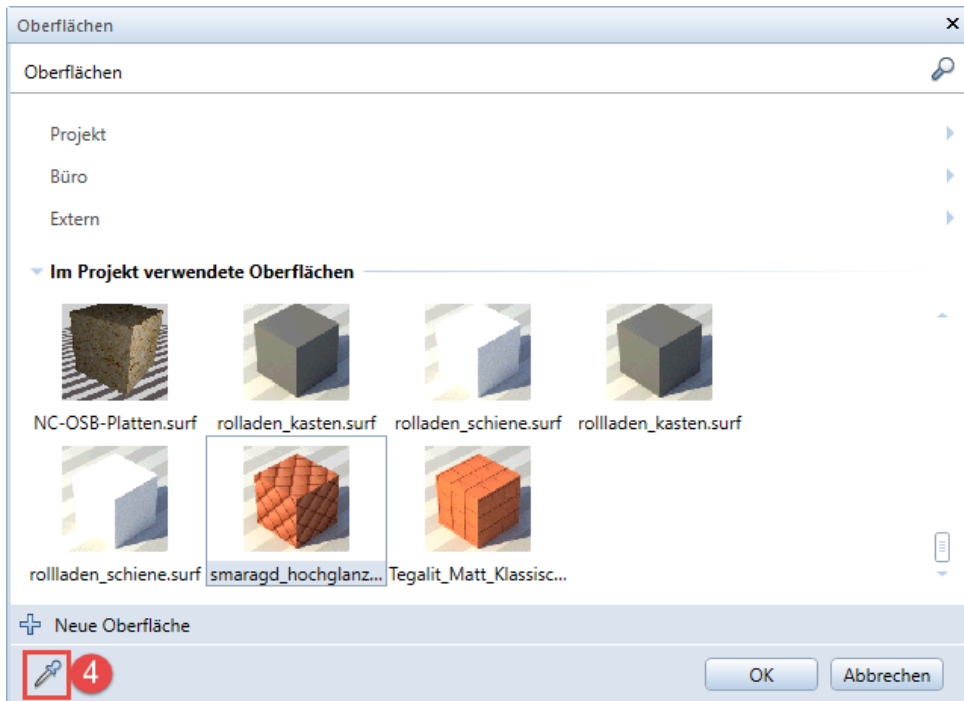 Oberflächen
Oberflächen
Projekt
Büro
Extern
Im Projekt verwendete Oberflächen
NC-OSB-Platten.surf rolladen_kasten.surf rolladen_schiene.surf rollladen_kasten.surf
rollladen_schiene.surf smaragd_hochglanz... Tegalit_Matt_Klassisc...
Neue Oberfläche
4 OK Abbrechen